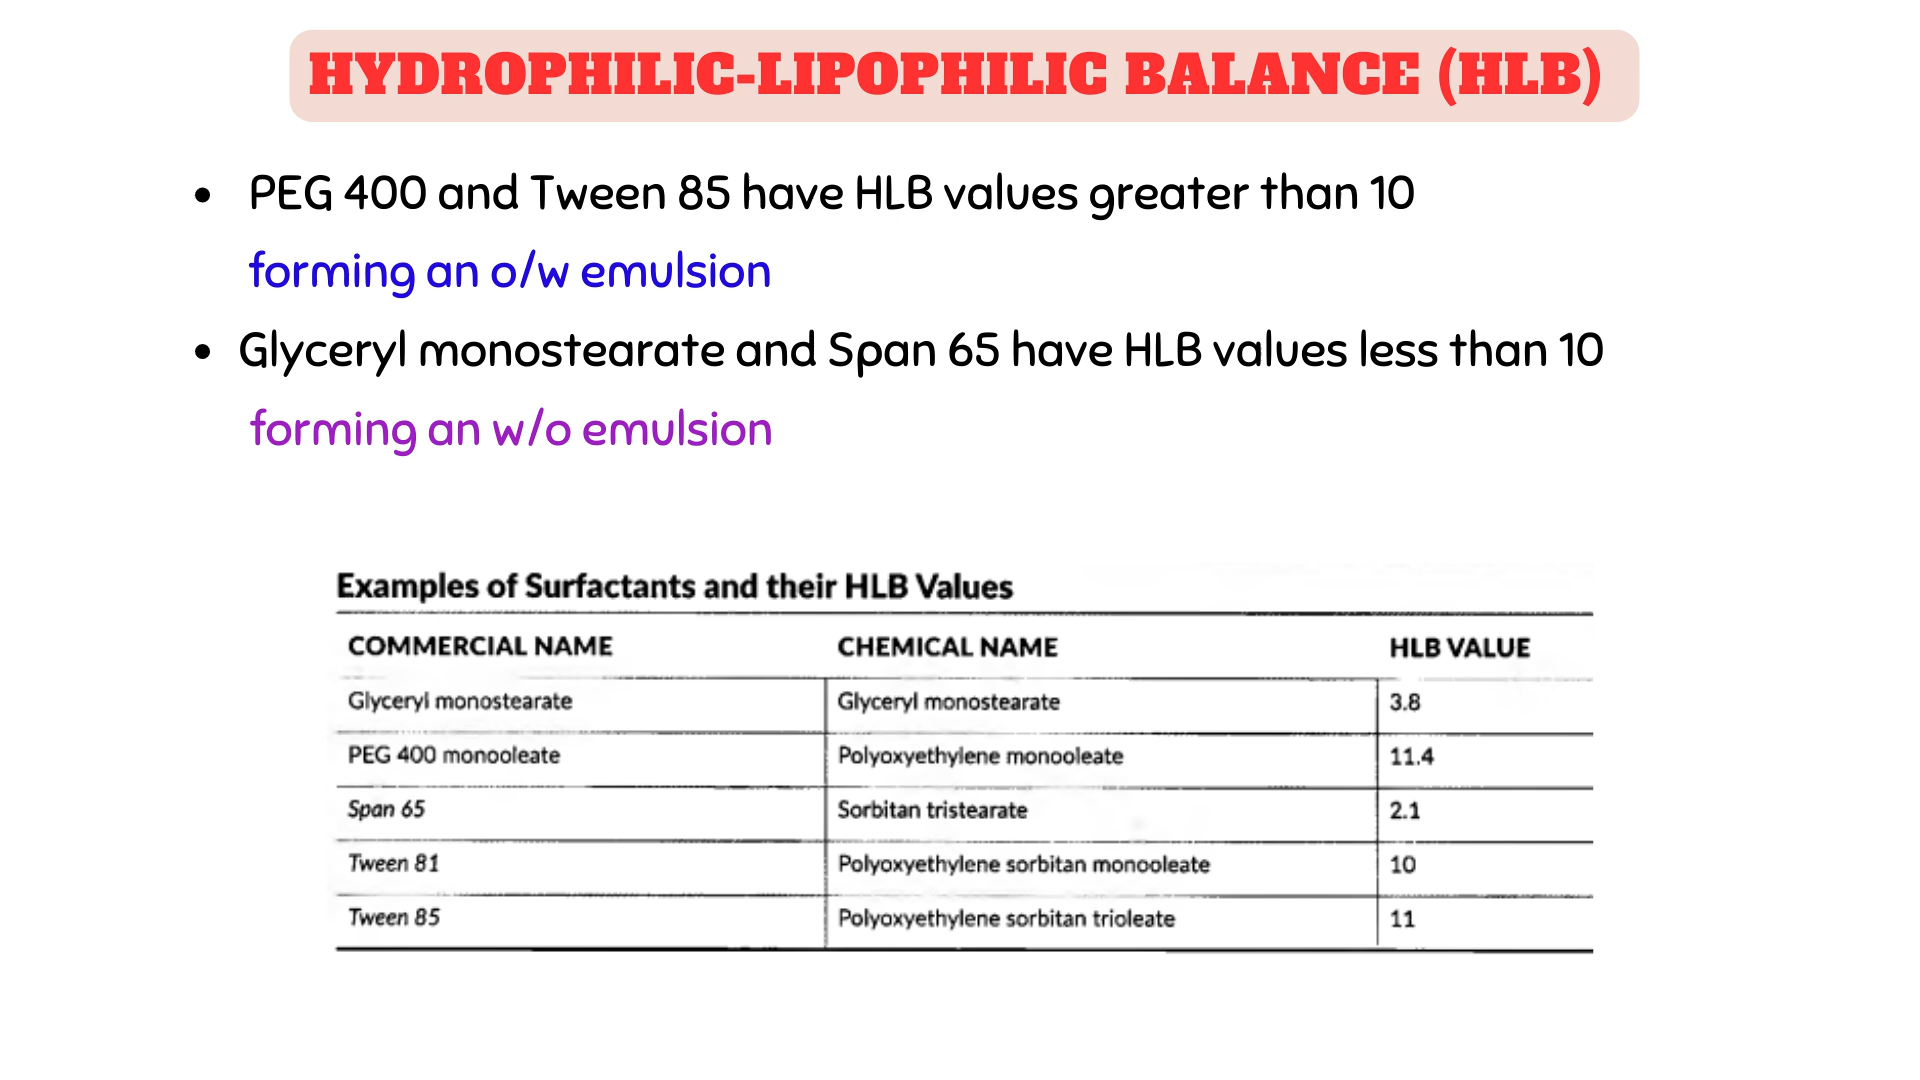 HYDROPHILIC-LIPOPHILIC BALANCE (HLB)
• PEG 400 and Tween 85 have HLB values greater than 10
forming an o/w emulsion
• Glyceryl monostearate and Span 65 have HLB values less than 10
forming an w/o emulsion
Examples of Surfactants and their HLB Values
COMMERCIAL NAME CHEMICAL NAME HLB VALUE
Glyceryl monostearate Glyceryl monostearate 3.8
PEG 400 monooleate Polyoxyethylene monooleate 11.4
Span 65 Sorbitan tristearate 2.1
Tween 81 Polyoxyethylene sorbitan monooleate 10
Tween 85 Polyoxyethylene sorbitan trioleate 11